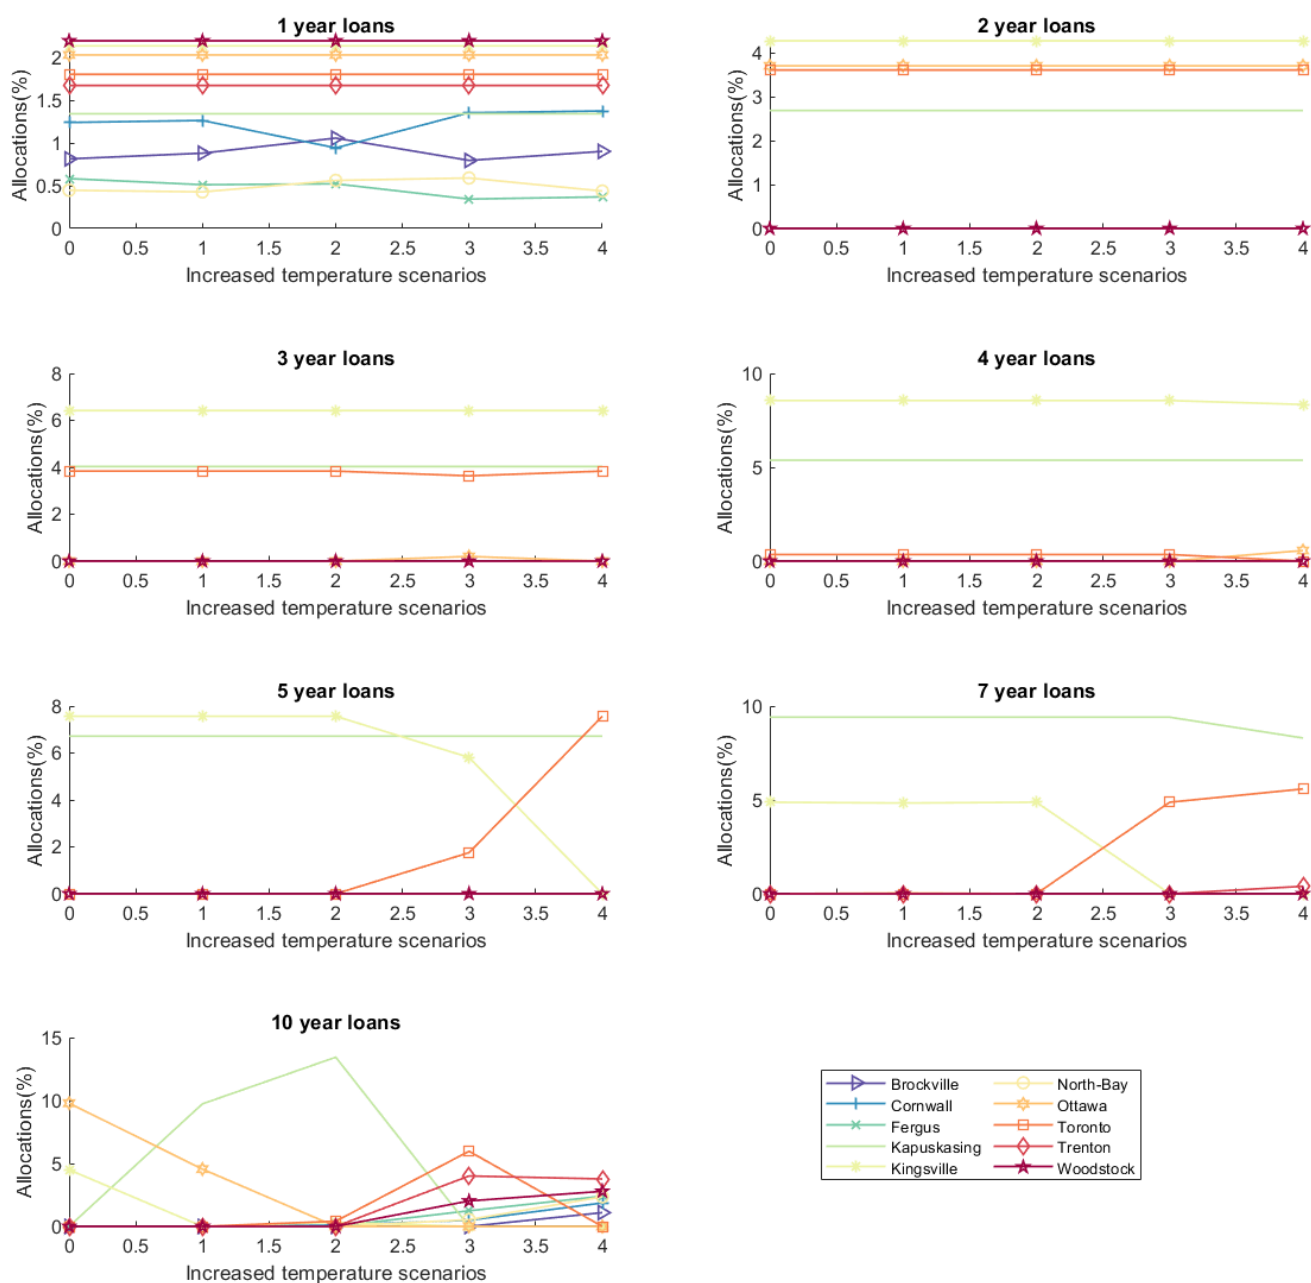 1 year loans
Allocations(%)
2
1.5
1
0.5
0
0 0.5 1 1.5 2 2.5 3 3.5 4
Increased temperature scenarios
2 year loans
Allocations(%)
4
3
2
1
0
0 0.5 1 1.5 2 2.5 3 3.5 4
Increased temperature scenarios
3 year loans
Allocations(%)
8
6
4
2
0
0 0.5 1 1.5 2 2.5 3 3.5 4
Increased temperature scenarios
4 year loans
Allocations(%)
10
5
0
0 0.5 1 1.5 2 2.5 3 3.5 4
Increased temperature scenarios
5 year loans
Allocations(%)
8
6
4
2
0
0 0.5 1 1.5 2 2.5 3 3.5 4
Increased temperature scenarios
7 year loans
Allocations(%)
10
5
0
0 0.5 1 1.5 2 2.5 3 3.5 4
Increased temperature scenarios
10 year loans
Allocations(%)
15
10
5
0
0 0.5 1 1.5 2 2.5 3 3.5 4
Increased temperature scenarios
Brockville
Cornwall
Fergus
Kapuskasing
Kingsville
North-Bay
Ottawa
Toronto
Trenton
Woodstock